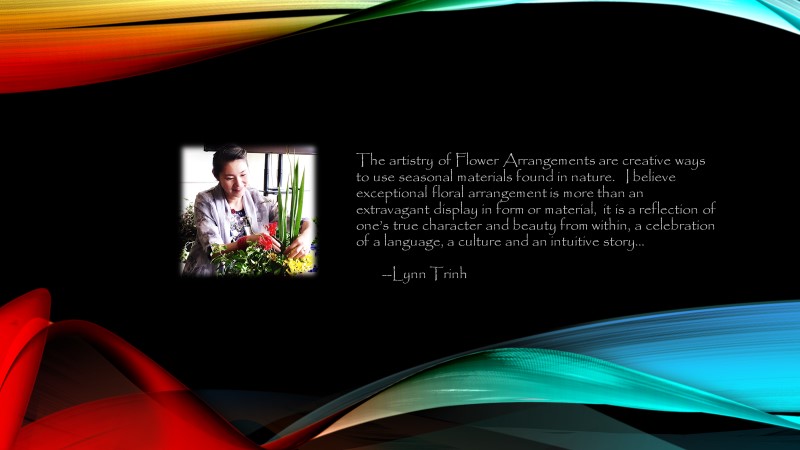 The artistry of Flower Arrangements are creative ways
to use seasonal materials found in nature.  I believe
exceptional floral arrangement is more than an
extravagant display in form or material, it is a reflection of
one's true character and beauty from within, a celebration
of a language, a culture and an intuitive story...
--Lynn Trinh